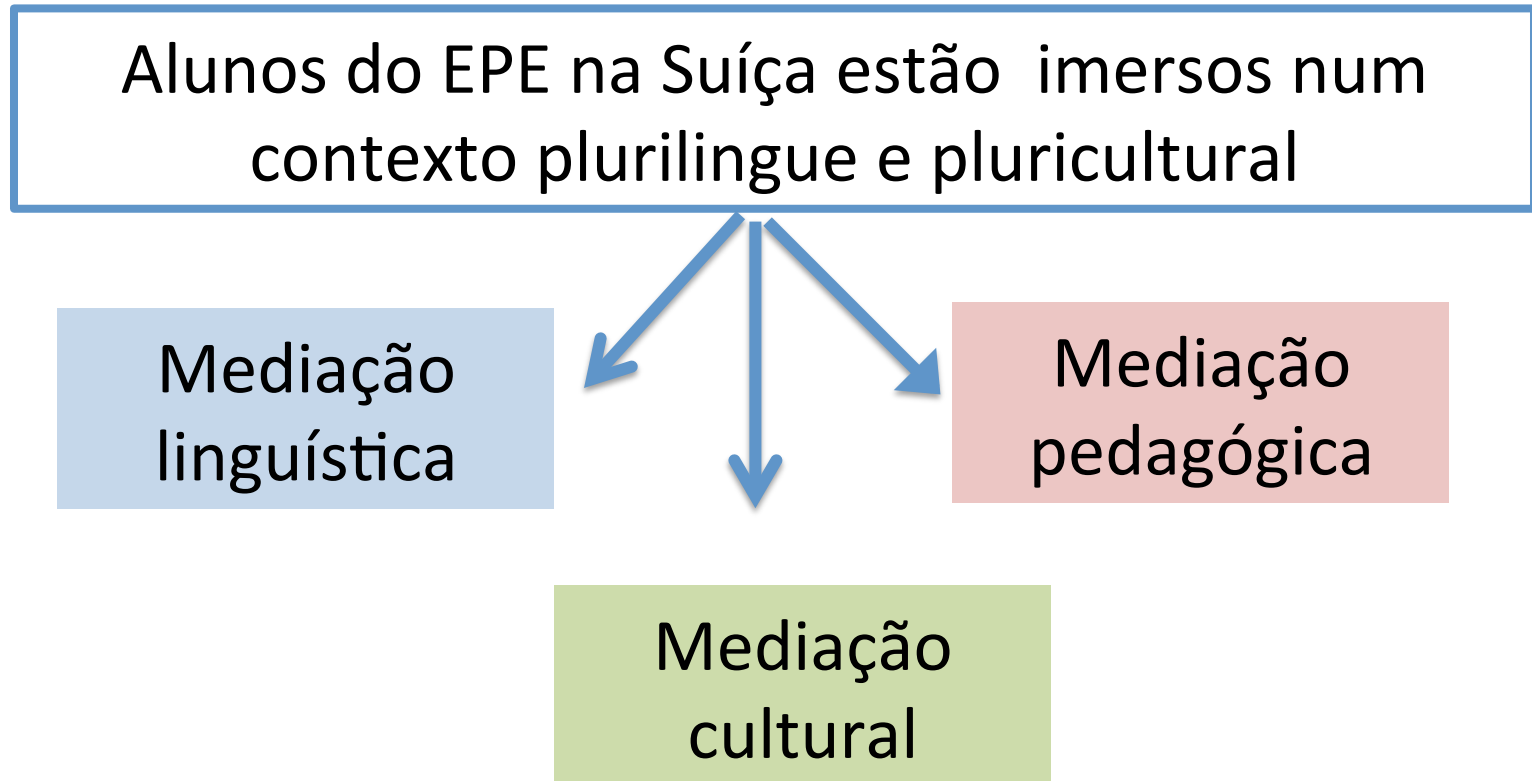 Alunos do EPE na Suíça estão imersos num
contexto plurilingue e pluricultural
Mediação
linguística
Mediação
pedagógica
Mediação
cultural